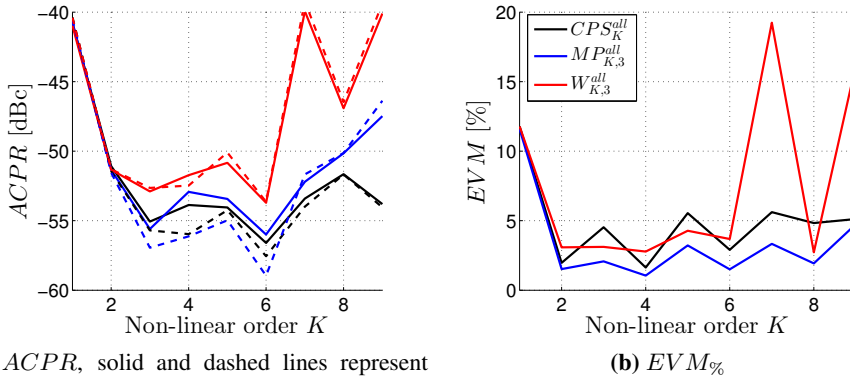 −40
−45
−50
−55
−60
ACPR [dBc]
2 4 6 8
Non-linear order K
ACPR, solid and dashed lines represent
20
15
10
5
0
EVM [%]
CPS_K^{all}
MP_{K,3}^{all}
W_{K,3}^{all}
2 4 6 8
Non-linear order K
(b) EVM_%